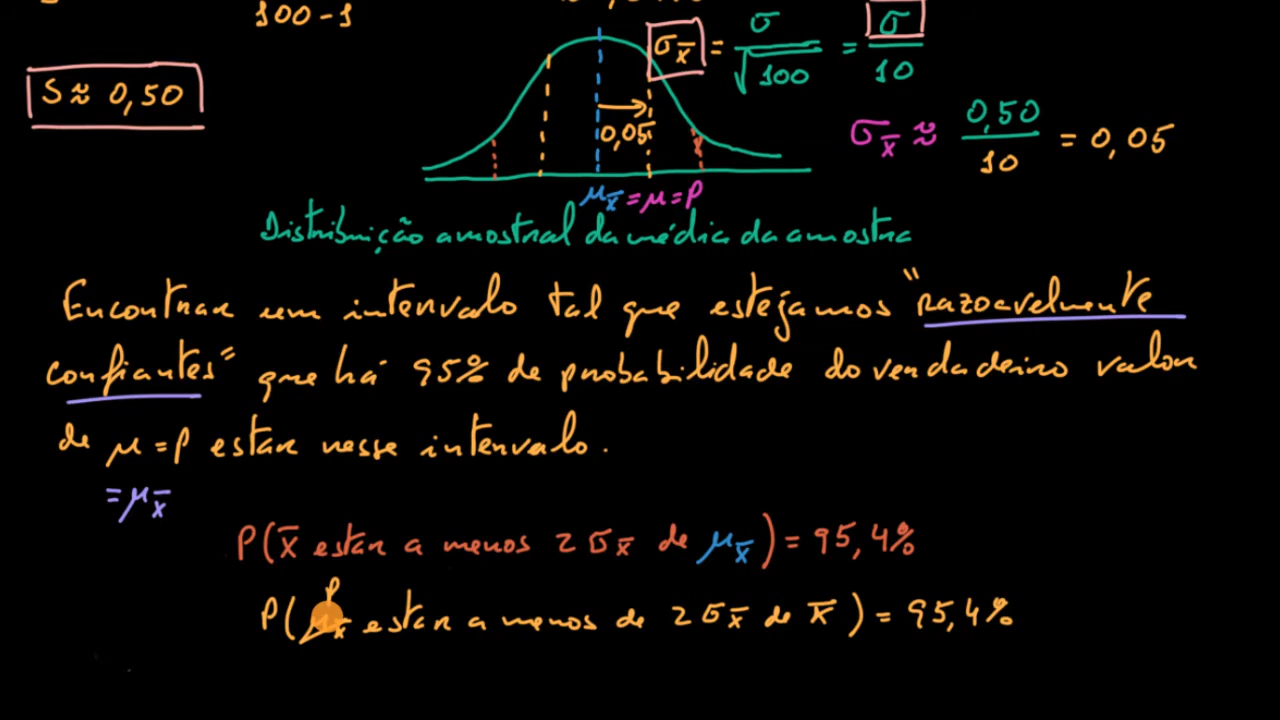 100 - 1
S ≈ 0,50
σx̄ = σ/√100 = σ/10
0,05
σx̄ ≈ 0,50/10 = 0,05
μx̄ = μ = P
Distribuição amostral da média da amostra
Encontrar um intervalo tal que estejamos "razoavelmente
confiantes" que há 95% de probabilidade do verdadeiro valor
de μ = P estar nesse intervalo.
= μx̄
P(x̄ estar a menos 2σx̄ de μx̄) = 95,4%
P
P(μx̄ estar a menos de 2σx̄ de x̄) = 95,4%